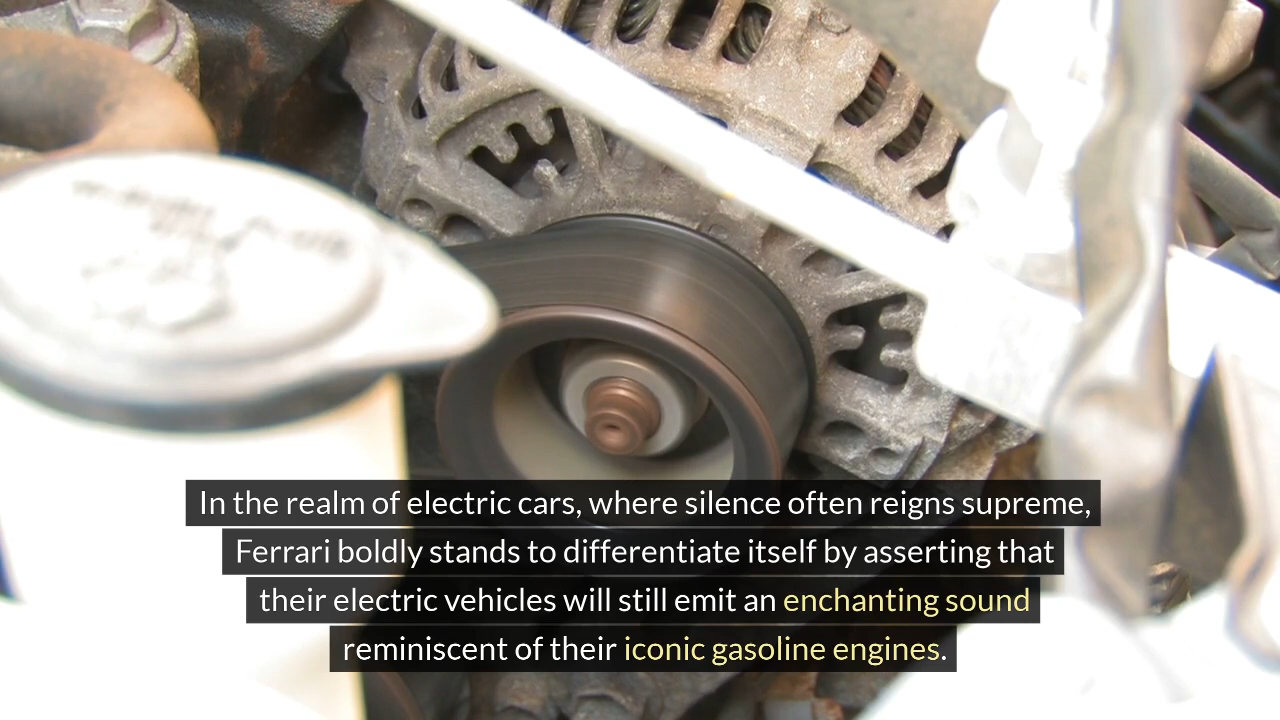 In the realm of electric cars, where silence often reigns supreme,
Ferrari boldly stands to differentiate itself by asserting that
their electric vehicles will still emit an enchanting sound
reminiscent of their iconic gasoline engines.